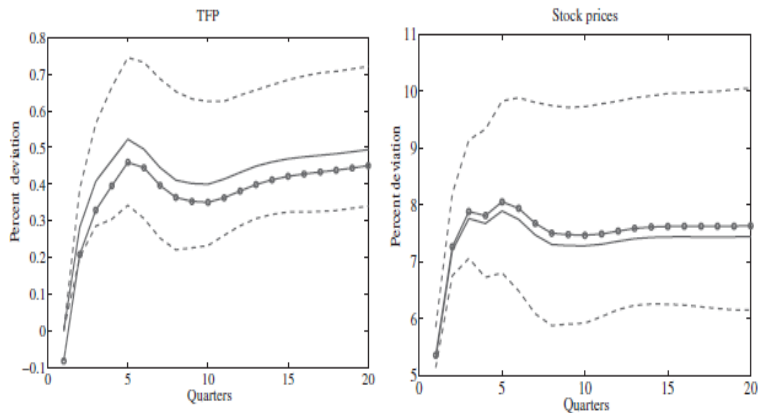 TFP
Percent deviation
0.8
0.7
0.6
0.5
0.4
0.3
0.2
0.1
0
−0.1
0 5 10 15 20
Quarters
Stock prices
Percent deviation
11
10
9
8
7
6
5
0 5 10 15 20
Quarters